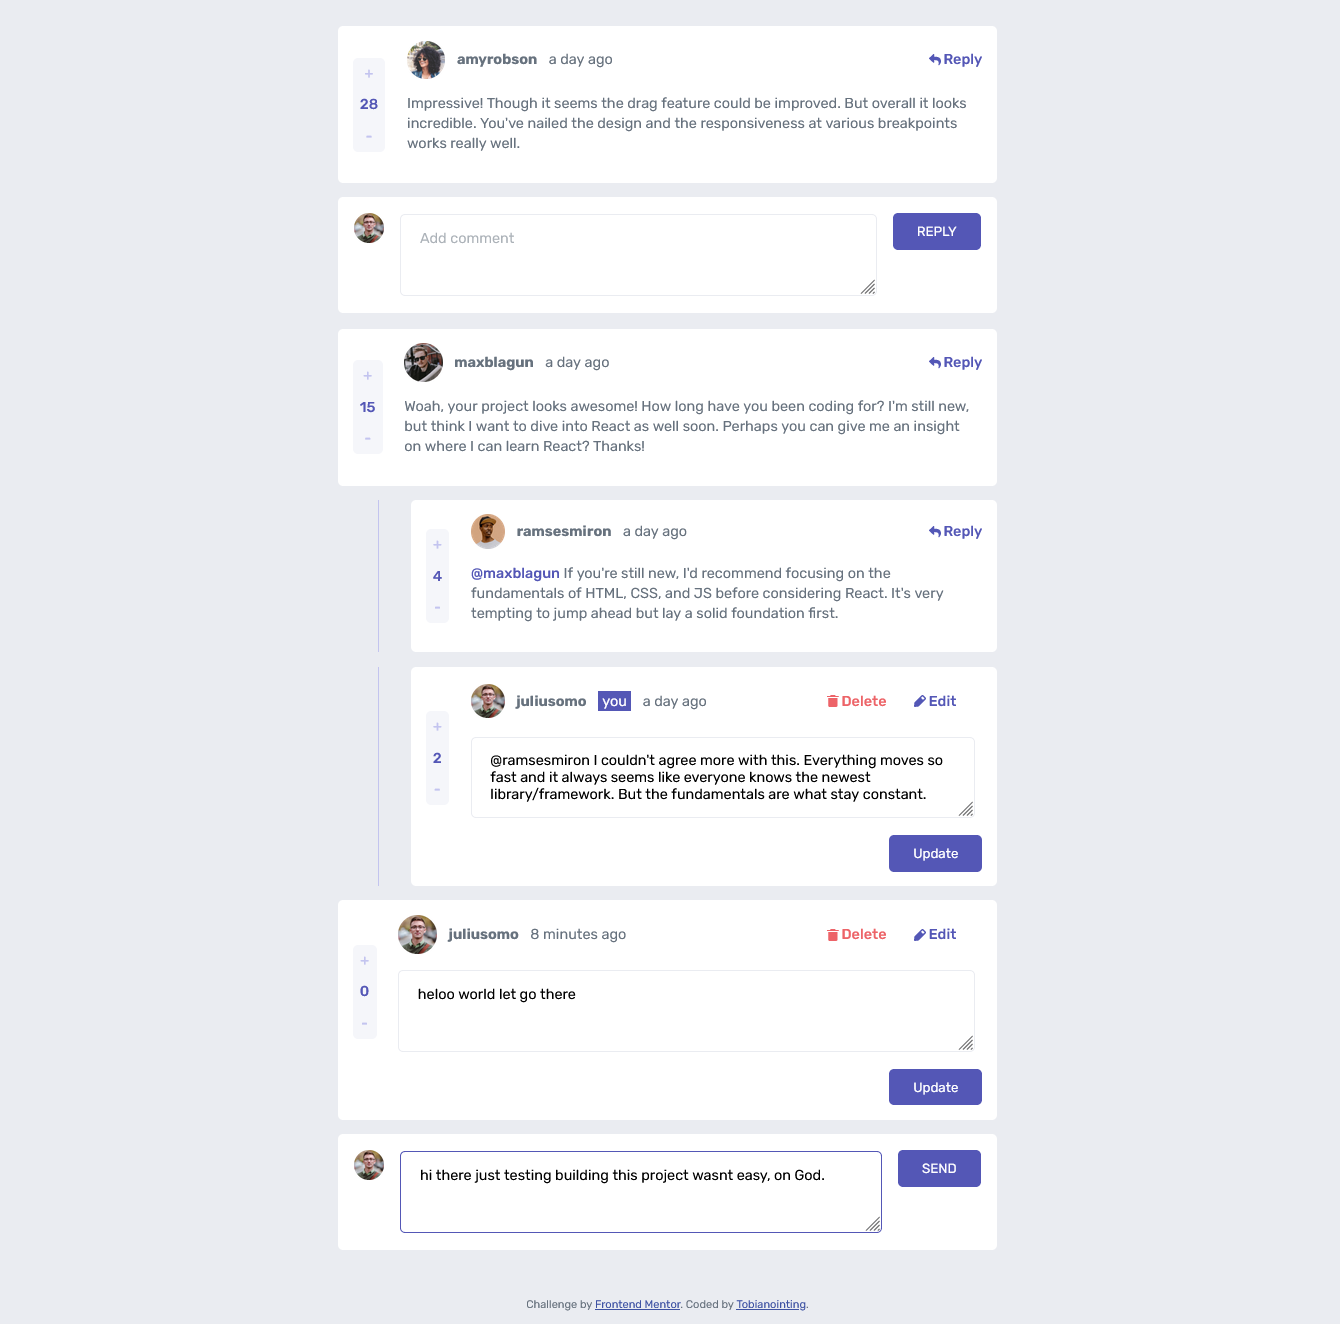 amyrobson a day ago Reply
+
28
-
Impressive! Though it seems the drag feature could be improved. But overall it looks
incredible. You've nailed the design and the responsiveness at various breakpoints
works really well.
Add comment
REPLY
maxblagun a day ago Reply
+
15
-
Woah, your project looks awesome! How long have you been coding for? I'm still new,
but think I want to dive into React as well soon. Perhaps you can give me an insight
on where I can learn React? Thanks!
ramsesmiron a day ago Reply
+
4
-
@maxblagun If you're still new, I'd recommend focusing on the
fundamentals of HTML, CSS, and JS before considering React. It's very
tempting to jump ahead but lay a solid foundation first.
juliusomo you a day ago Delete Edit
+
2
-
@ramsesmiron I couldn't agree more with this. Everything moves so
fast and it always seems like everyone knows the newest
library/framework. But the fundamentals are what stay constant.
Update
juliusomo 8 minutes ago Delete Edit
+
0
-
heloo world let go there
Update
hi there just testing building this project wasnt easy, on God.
SEND
Challenge by Frontend Mentor. Coded by Tobianointing.